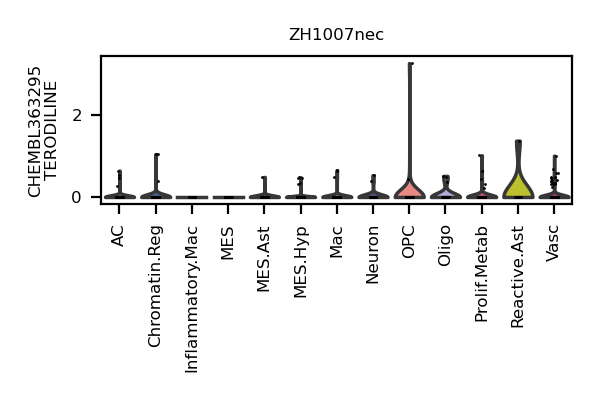 ZH1007nec
CHEMBL363295
TERODILINE
2
0
AC
Chromatin.Reg
Inflammatory.Mac
MES
MES.Ast
MES.Hyp
Mac
Neuron
OPC
Oligo
Prolif.Metab
Reactive.Ast
Vasc